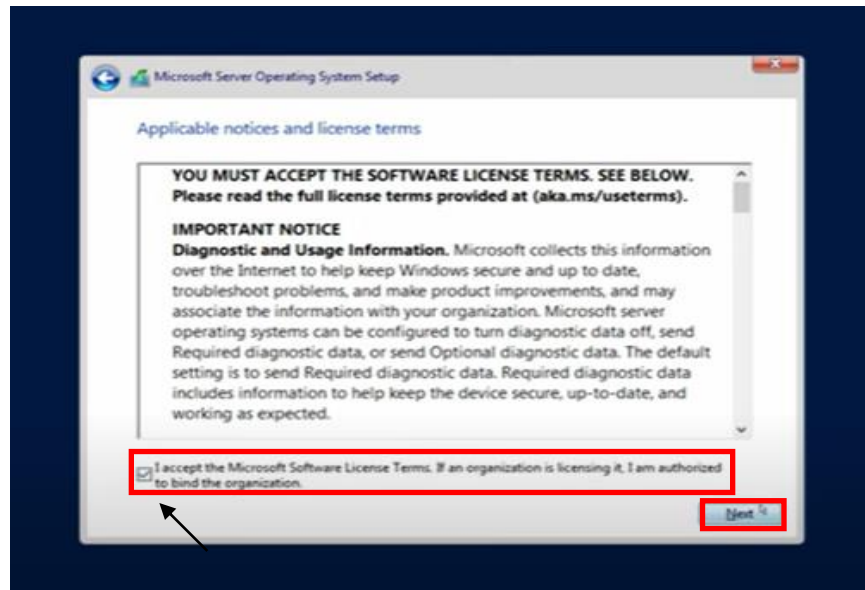 Microsoft Server Operating System Setup
Applicable notices and license terms
YOU MUST ACCEPT THE SOFTWARE LICENSE TERMS. SEE BELOW.
Please read the full license terms provided at (aka.ms/useterms).
IMPORTANT NOTICE
Diagnostic and Usage Information. Microsoft collects this information
over the Internet to help keep Windows secure and up to date,
troubleshoot problems, and make product improvements, and may
associate the information with your organization. Microsoft server
operating systems can be configured to turn diagnostic data off, send
Required diagnostic data, or send Optional diagnostic data. The default
setting is to send Required diagnostic data. Required diagnostic data
includes information to help keep the device secure, up-to-date, and
working as expected.
I accept the Microsoft Software License Terms. If an organization is licensing it, I am authorized
to bind the organization.
Next